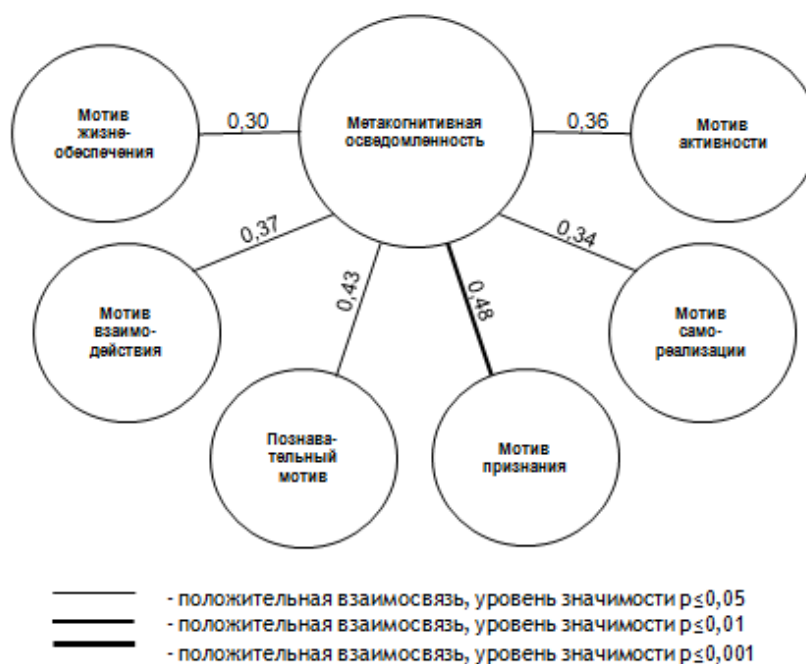 Мотив
жизне-
обеспечения
0,30
Метакогнитивная
осведомленность
0,36
Мотив
активности
0,37
0,43
0,48
0,34
Мотив
взаимо-
действия
Мотив
само-
реализации
Познава-
тельный
мотив
Мотив
признания
- положительная взаимосвязь, уровень значимости p≤0,05
- положительная взаимосвязь, уровень значимости p≤0,01
- положительная взаимосвязь, уровень значимости p≤0,001